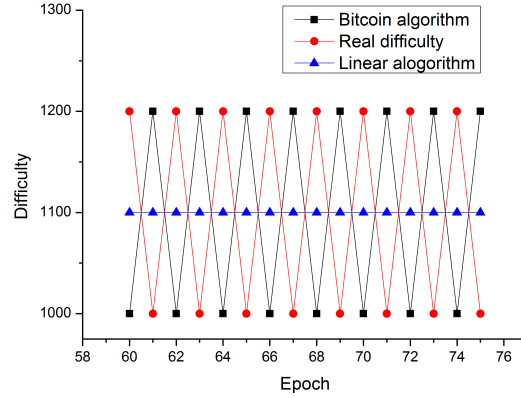 1300
Bitcoin algorithm
Real difficulty
Linear alogorithm
1200
Difficulty
1100
1000
58 60 62 64 66 68 70 72 74 76
Epoch